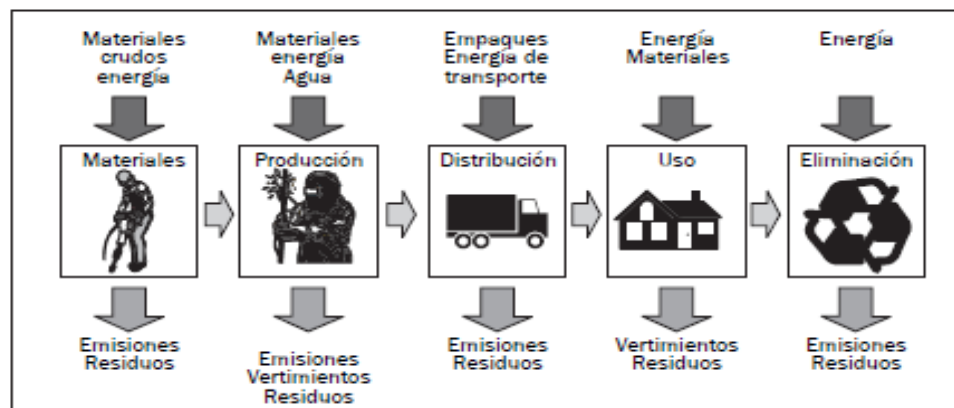 Materiales
crudos
energía
Materiales
energía
Agua
Empaques
Energía de
transporte
Energía
Materiales
Energía
Materiales
Producción
Distribución
Uso
Eliminación
Emisiones
Residuos
Emisiones
Vertimientos
Residuos
Emisiones
Residuos
Vertimientos
Residuos
Emisiones
Residuos